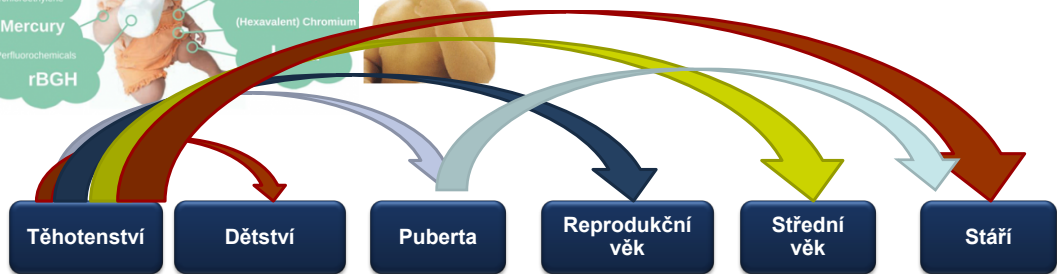 Mercury
(Hexavalent) Chromium
Perfluorochemicals
rBGH
Těhotenství
Dětství
Puberta
Reprodukční
věk
Střední
věk
Stáří